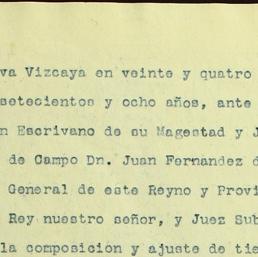 va Vizcaya en veinte y quatro
setecientos y ocho años, ante
n Escrivano de su Magestad y J
de Campo Dn. Juan Fernandez d
General de este Reyno y Provi
Rey nuestro señor, y Juez Sub
la composicion y ajuste de tie